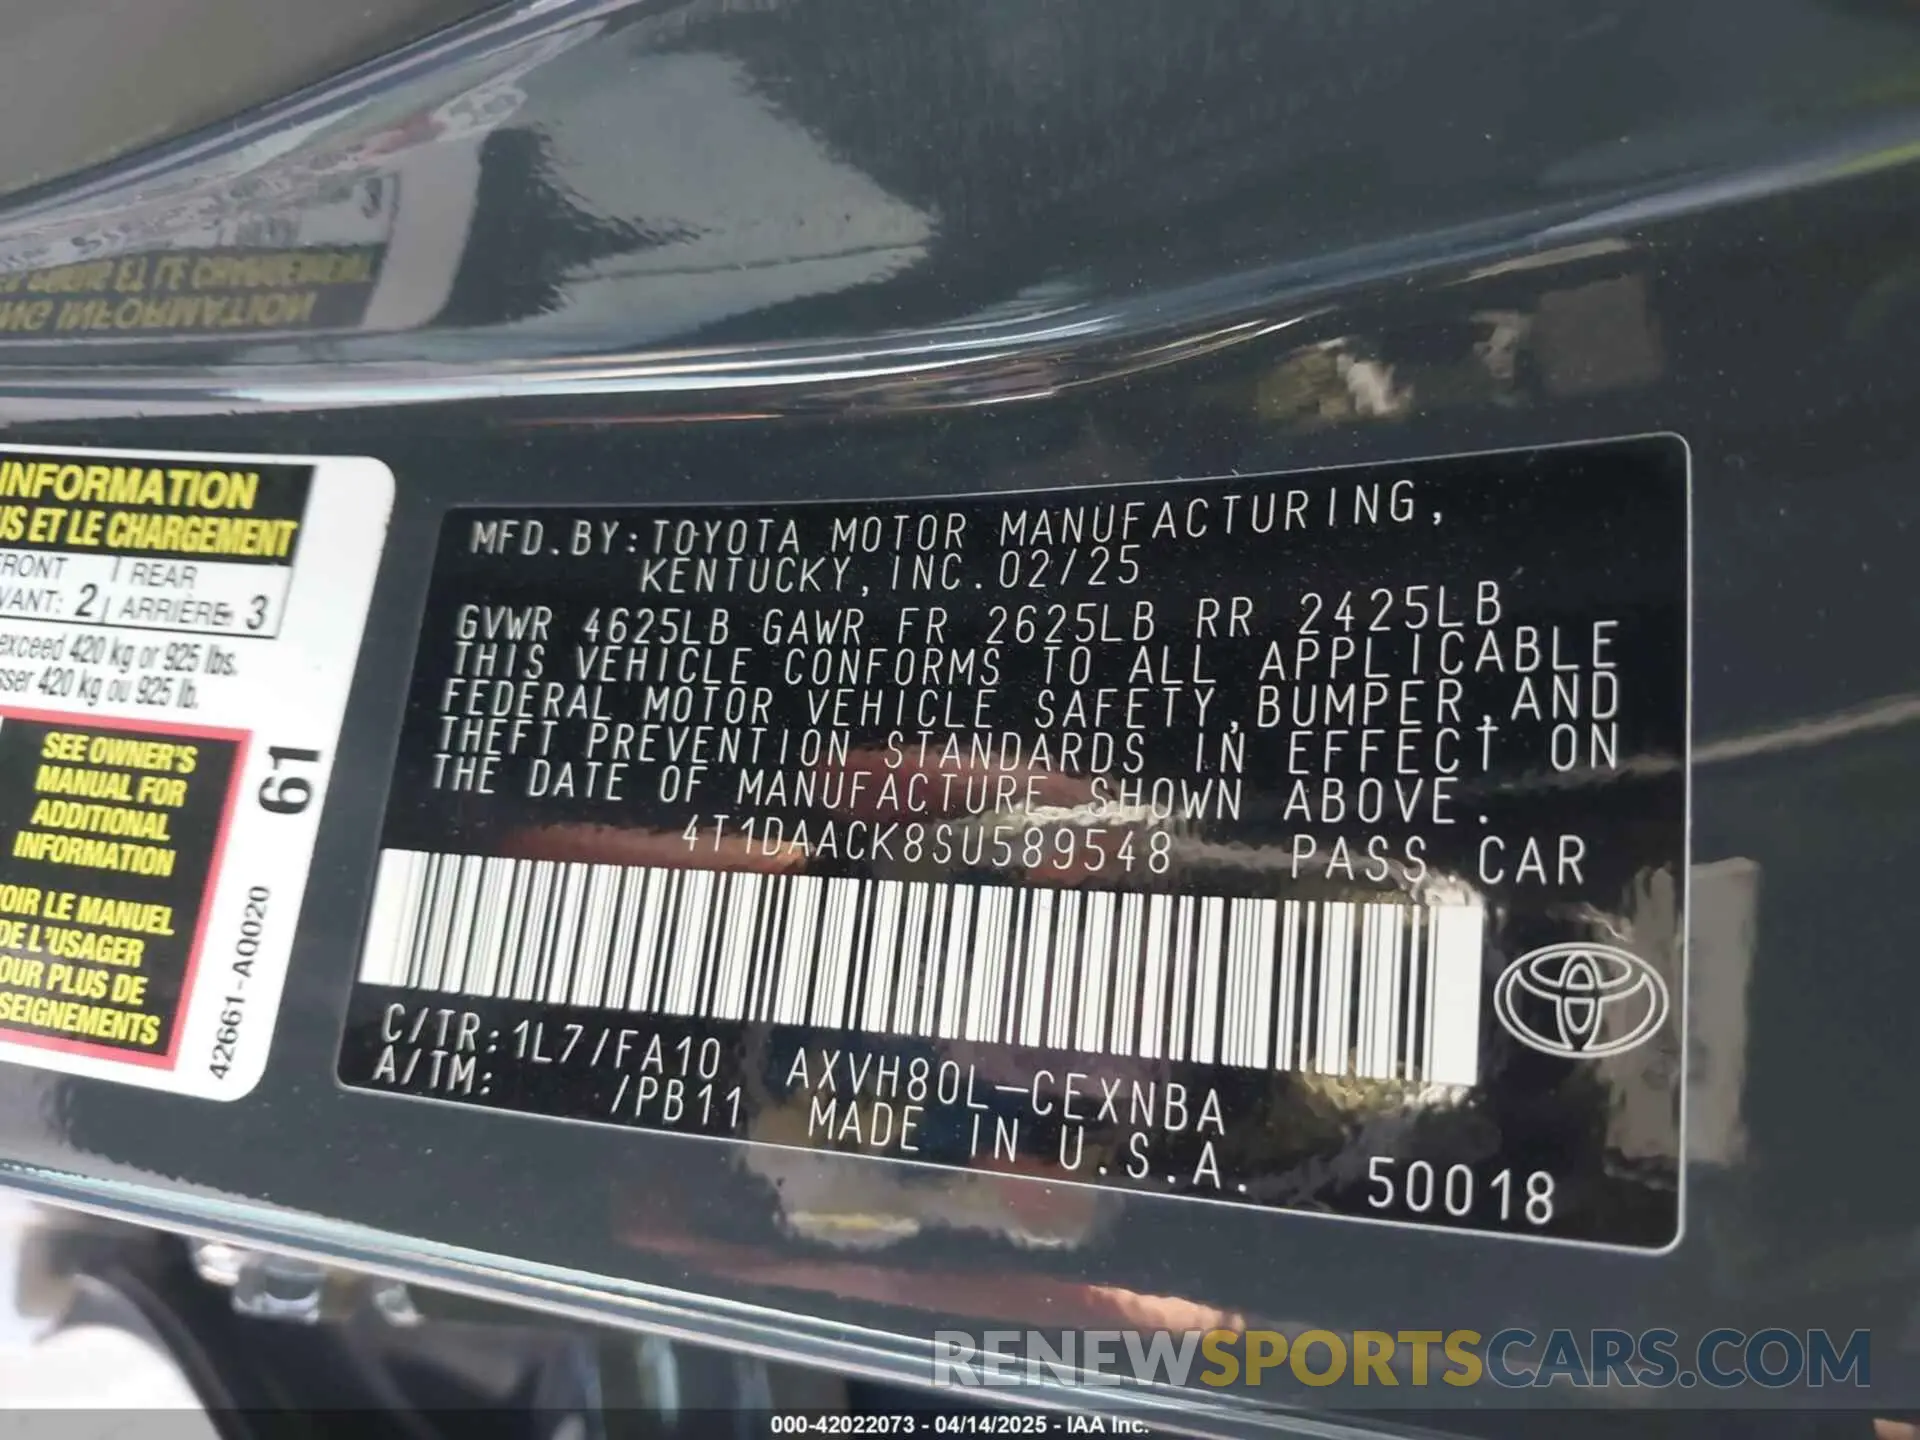 INFORMATION
US ET LE CHARGEMENT
FRONT REAR
VANT: 2 ARRIÈRE: 3
exceed 420 kg or 925 lbs.
sser 420 kg ou 925 lb.
SEE OWNER'S
MANUAL FOR
ADDITIONAL
INFORMATION
OIR LE MANUEL
DE L'USAGER
OUR PLUS DE
SEIGNEMENTS
61
42661-AQ020
MFD.BY:TOYOTA MOTOR MANUFACTURING,
KENTUCKY,INC.02/25
GVWR 4625LB GAWR FR 2625LB RR 2425LB
THIS VEHICLE CONFORMS TO ALL APPLICABLE
FEDERAL MOTOR VEHICLE SAFETY,BUMPER,AND
THEFT PREVENTION STANDARDS IN EFFECT ON
THE DATE OF MANUFACTURE SHOWN ABOVE.
4T1DAACK8SU589548 PASS.CAR
C/TR:1L7/FA10 AXVH80L-CEXNBA
A/TM: /PB11 MADE IN U.S.A.
50018
RENEWSPORTSCARS.COM
000-42022073 - 04/14/2025 - IAA Inc.